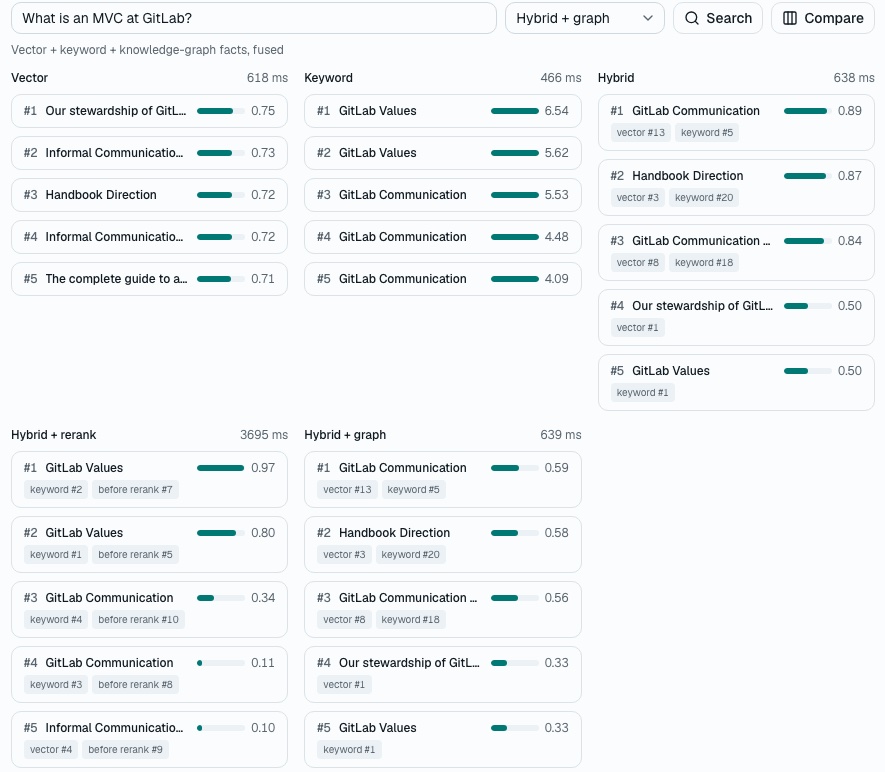 What is an MVC at GitLab?
Hybrid + graph
Search
Compare
Vector + keyword + knowledge-graph facts, fused
Vector 618 ms
#1 Our stewardship of GitL... 0.75
#2 Informal Communicatio... 0.73
#3 Handbook Direction 0.72
#4 Informal Communicatio... 0.72
#5 The complete guide to a... 0.71
Keyword 466 ms
#1 GitLab Values 6.54
#2 GitLab Values 5.62
#3 GitLab Communication 5.53
#4 GitLab Communication 4.48
#5 GitLab Communication 4.09
Hybrid 638 ms
#1 GitLab Communication 0.89
vector #13 keyword #5
#2 Handbook Direction 0.87
vector #3 keyword #20
#3 GitLab Communication ... 0.84
vector #8 keyword #18
#4 Our stewardship of GitL... 0.50
vector #1
#5 GitLab Values 0.50
keyword #1
Hybrid + rerank 3695 ms
#1 GitLab Values 0.97
keyword #2 before rerank #7
#2 GitLab Values 0.80
keyword #1 before rerank #5
#3 GitLab Communication 0.34
keyword #4 before rerank #10
#4 GitLab Communication 0.11
keyword #3 before rerank #8
#5 Informal Communicatio... 0.10
vector #4 before rerank #9
Hybrid + graph 639 ms
#1 GitLab Communication 0.59
vector #13 keyword #5
#2 Handbook Direction 0.58
vector #3 keyword #20
#3 GitLab Communication ... 0.56
vector #8 keyword #18
#4 Our stewardship of GitL... 0.33
vector #1
#5 GitLab Values 0.33
keyword #1